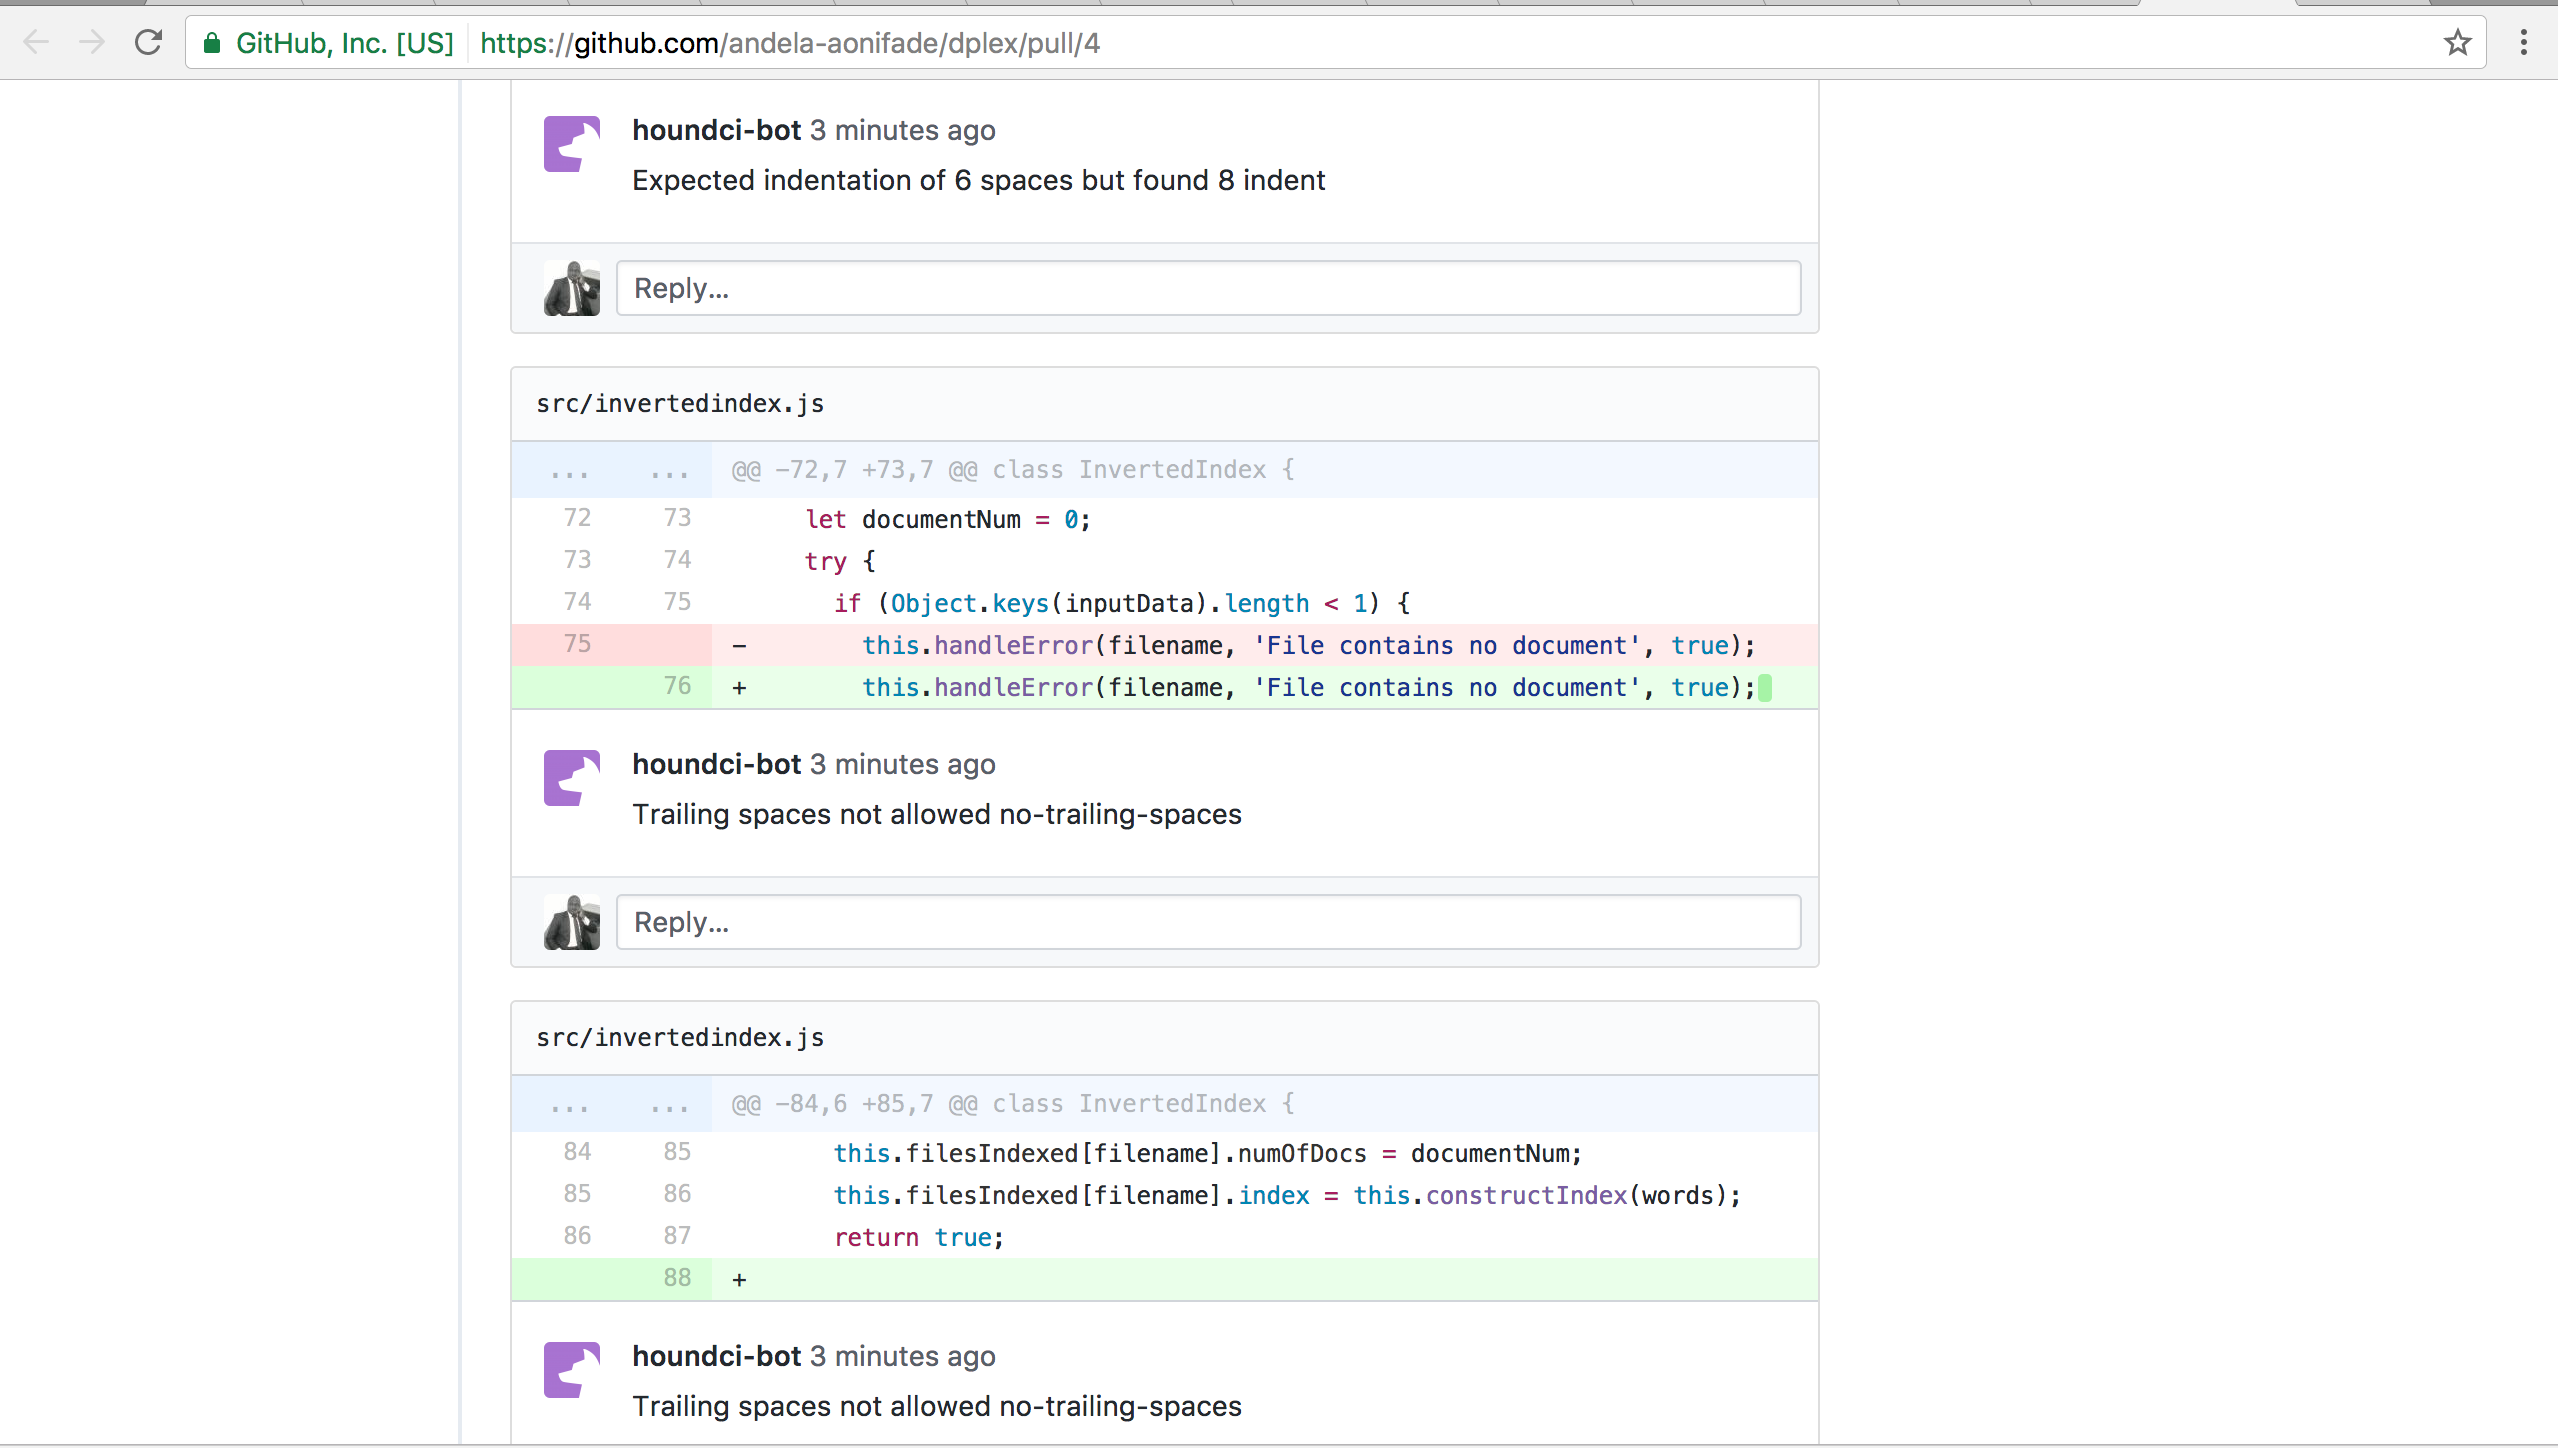 GitHub, Inc. [US] https://github.com/andela-aonifade/dplex/pull/4
houndci-bot 3 minutes ago
Expected indentation of 6 spaces but found 8 indent
Reply...
src/invertedindex.js
... ... @@ -72,7 +73,7 @@ class InvertedIndex {
72 73 let documentNum = 0;
73 74 try {
74 75 if (Object.keys(inputData).length < 1) {
75 - this.handleError(filename, 'File contains no document', true);
76 + this.handleError(filename, 'File contains no document', true);
houndci-bot 3 minutes ago
Trailing spaces not allowed no-trailing-spaces
Reply...
src/invertedindex.js
... ... @@ -84,6 +85,7 @@ class InvertedIndex {
84 85 this.filesIndexed[filename].numOfDocs = documentNum;
85 86 this.filesIndexed[filename].index = this.constructIndex(words);
86 87 return true;
88 +
houndci-bot 3 minutes ago
Trailing spaces not allowed no-trailing-spaces